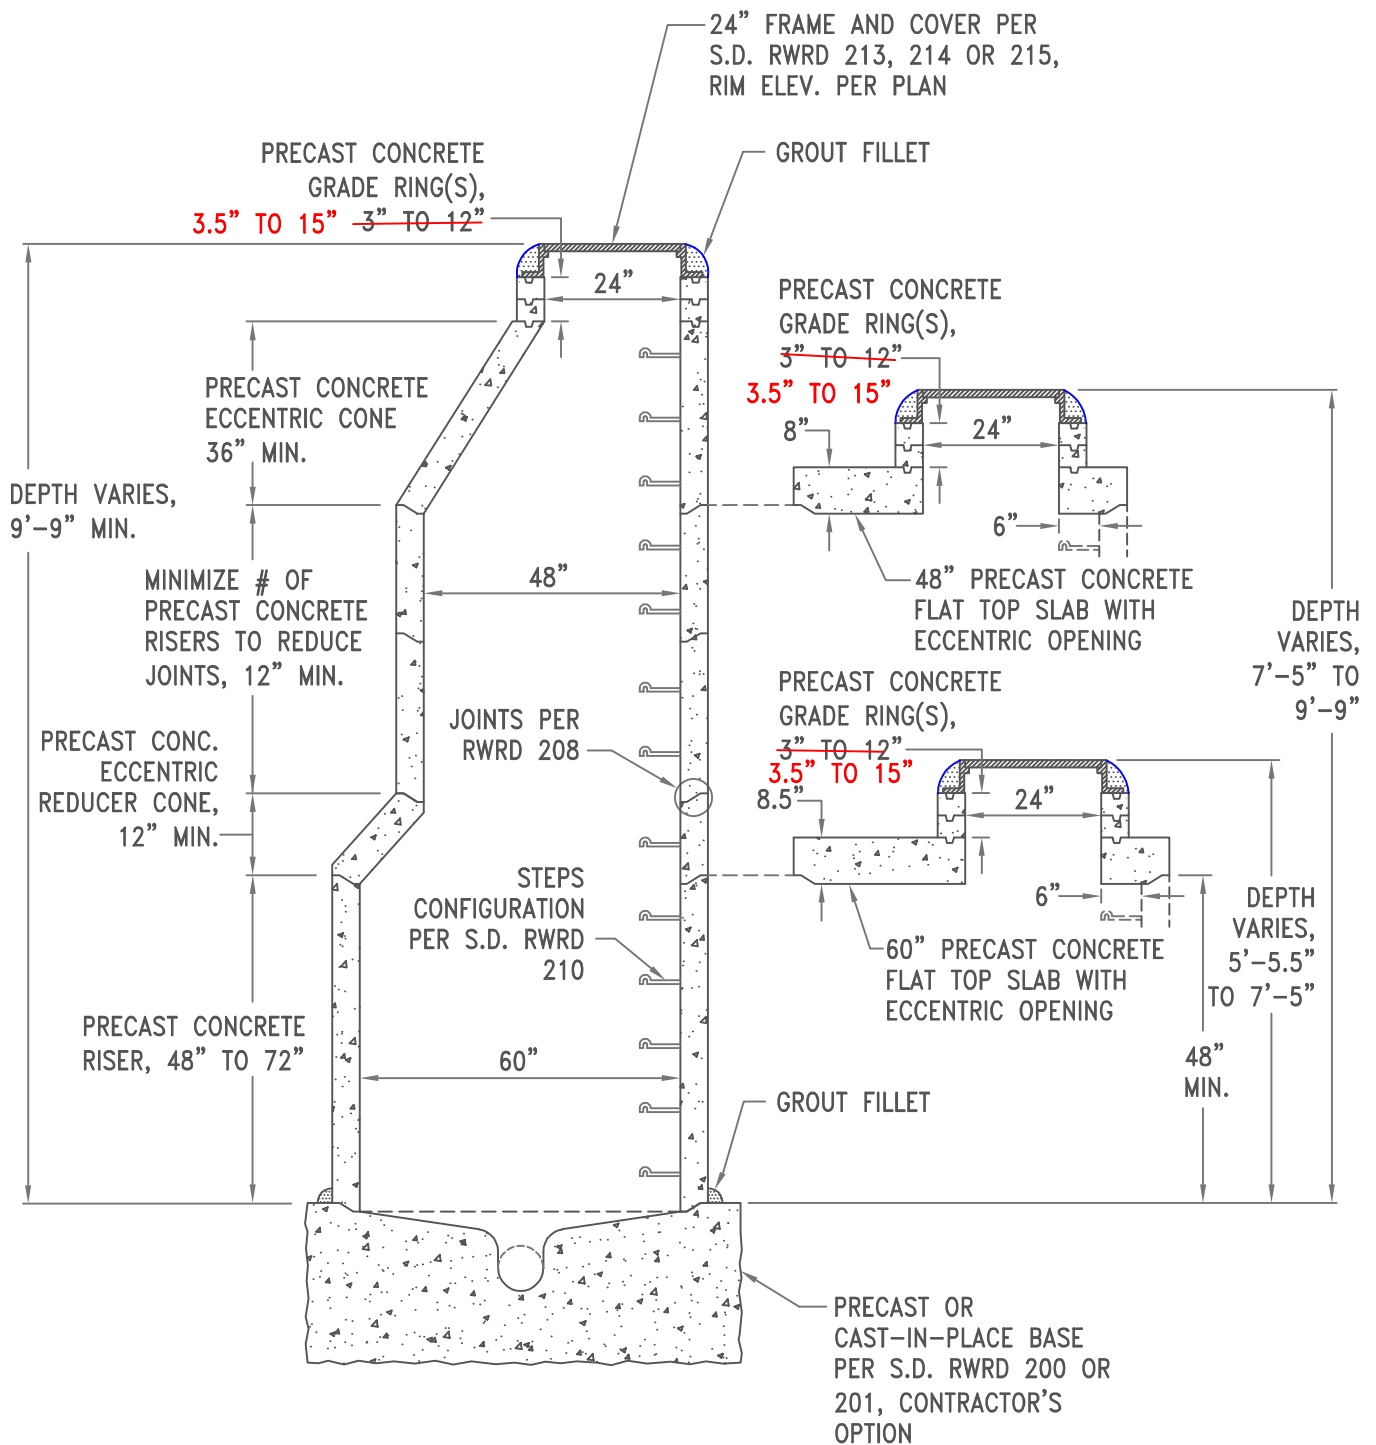 24” FRAME AND COVER PER
S.D. RWRD 213, 214 OR 215,
RIM ELEV. PER PLAN
GROUT FILLET
PRECAST CONCRETE
GRADE RING(S),
3.5” TO 15” 3” TO 12”
24”
PRECAST CONCRETE
ECCENTRIC CONE
36” MIN.
DEPTH VARIES,
9’-9” MIN.
MINIMIZE # OF
PRECAST CONCRETE
RISERS TO REDUCE
JOINTS, 12” MIN.
48”
PRECAST CONC.
ECCENTRIC
REDUCER CONE,
12” MIN.
JOINTS PER
RWRD 208
STEPS
CONFIGURATION
PER S.D. RWRD
210
PRECAST CONCRETE
RISER, 48” TO 72”
60”
PRECAST CONCRETE
GRADE RING(S),
3” TO 12”
3.5” TO 15”
8”
24”
6”
48” PRECAST CONCRETE
FLAT TOP SLAB WITH
ECCENTRIC OPENING
DEPTH
VARIES,
7’-5” TO
9’-9”
PRECAST CONCRETE
GRADE RING(S),
3” TO 12”
3.5” TO 15”
8.5”
24”
6”
60” PRECAST CONCRETE
FLAT TOP SLAB WITH
ECCENTRIC OPENING
DEPTH
VARIES,
5’-5.5”
TO 7’-5”
48”
MIN.
GROUT FILLET
PRECAST OR
CAST-IN-PLACE BASE
PER S.D. RWRD 200 OR
201, CONTRACTOR’S
OPTION